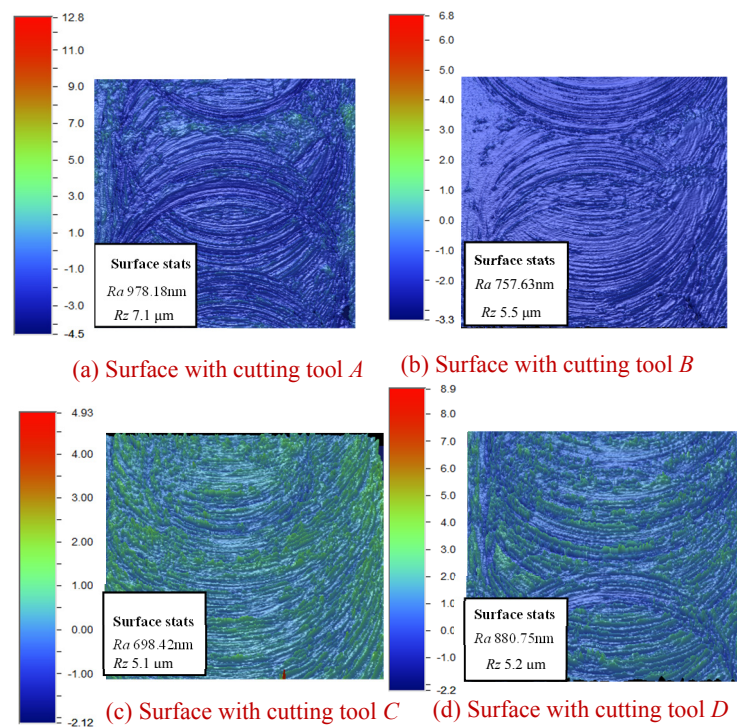 12.8
11.0
9.0
7.0
5.0
3.0
1.0
-1.0
-3.0
-4.5
Surface stats
Ra 978.18nm
Rz 7.1 μm
(a) Surface with cutting tool A
6.8
5.0
4.0
3.0
2.0
1.0
0.0
-1.0
-2.0
-3.3
Surface stats
Ra 757.63nm
Rz 5.5 μm
(b) Surface with cutting tool B
4.93
4.00
3.00
2.00
1.00
0.00
-1.00
-2.12
Surface stats
Ra 698.42nm
Rz 5.1 μm
(c) Surface with cutting tool C
8.9
8.0
7.0
6.0
5.0
4.0
3.0
2.0
1.0
0.0
-1.0
-2.2
Surface stats
Ra 880.75nm
Rz 5.2 um
(d) Surface with cutting tool D